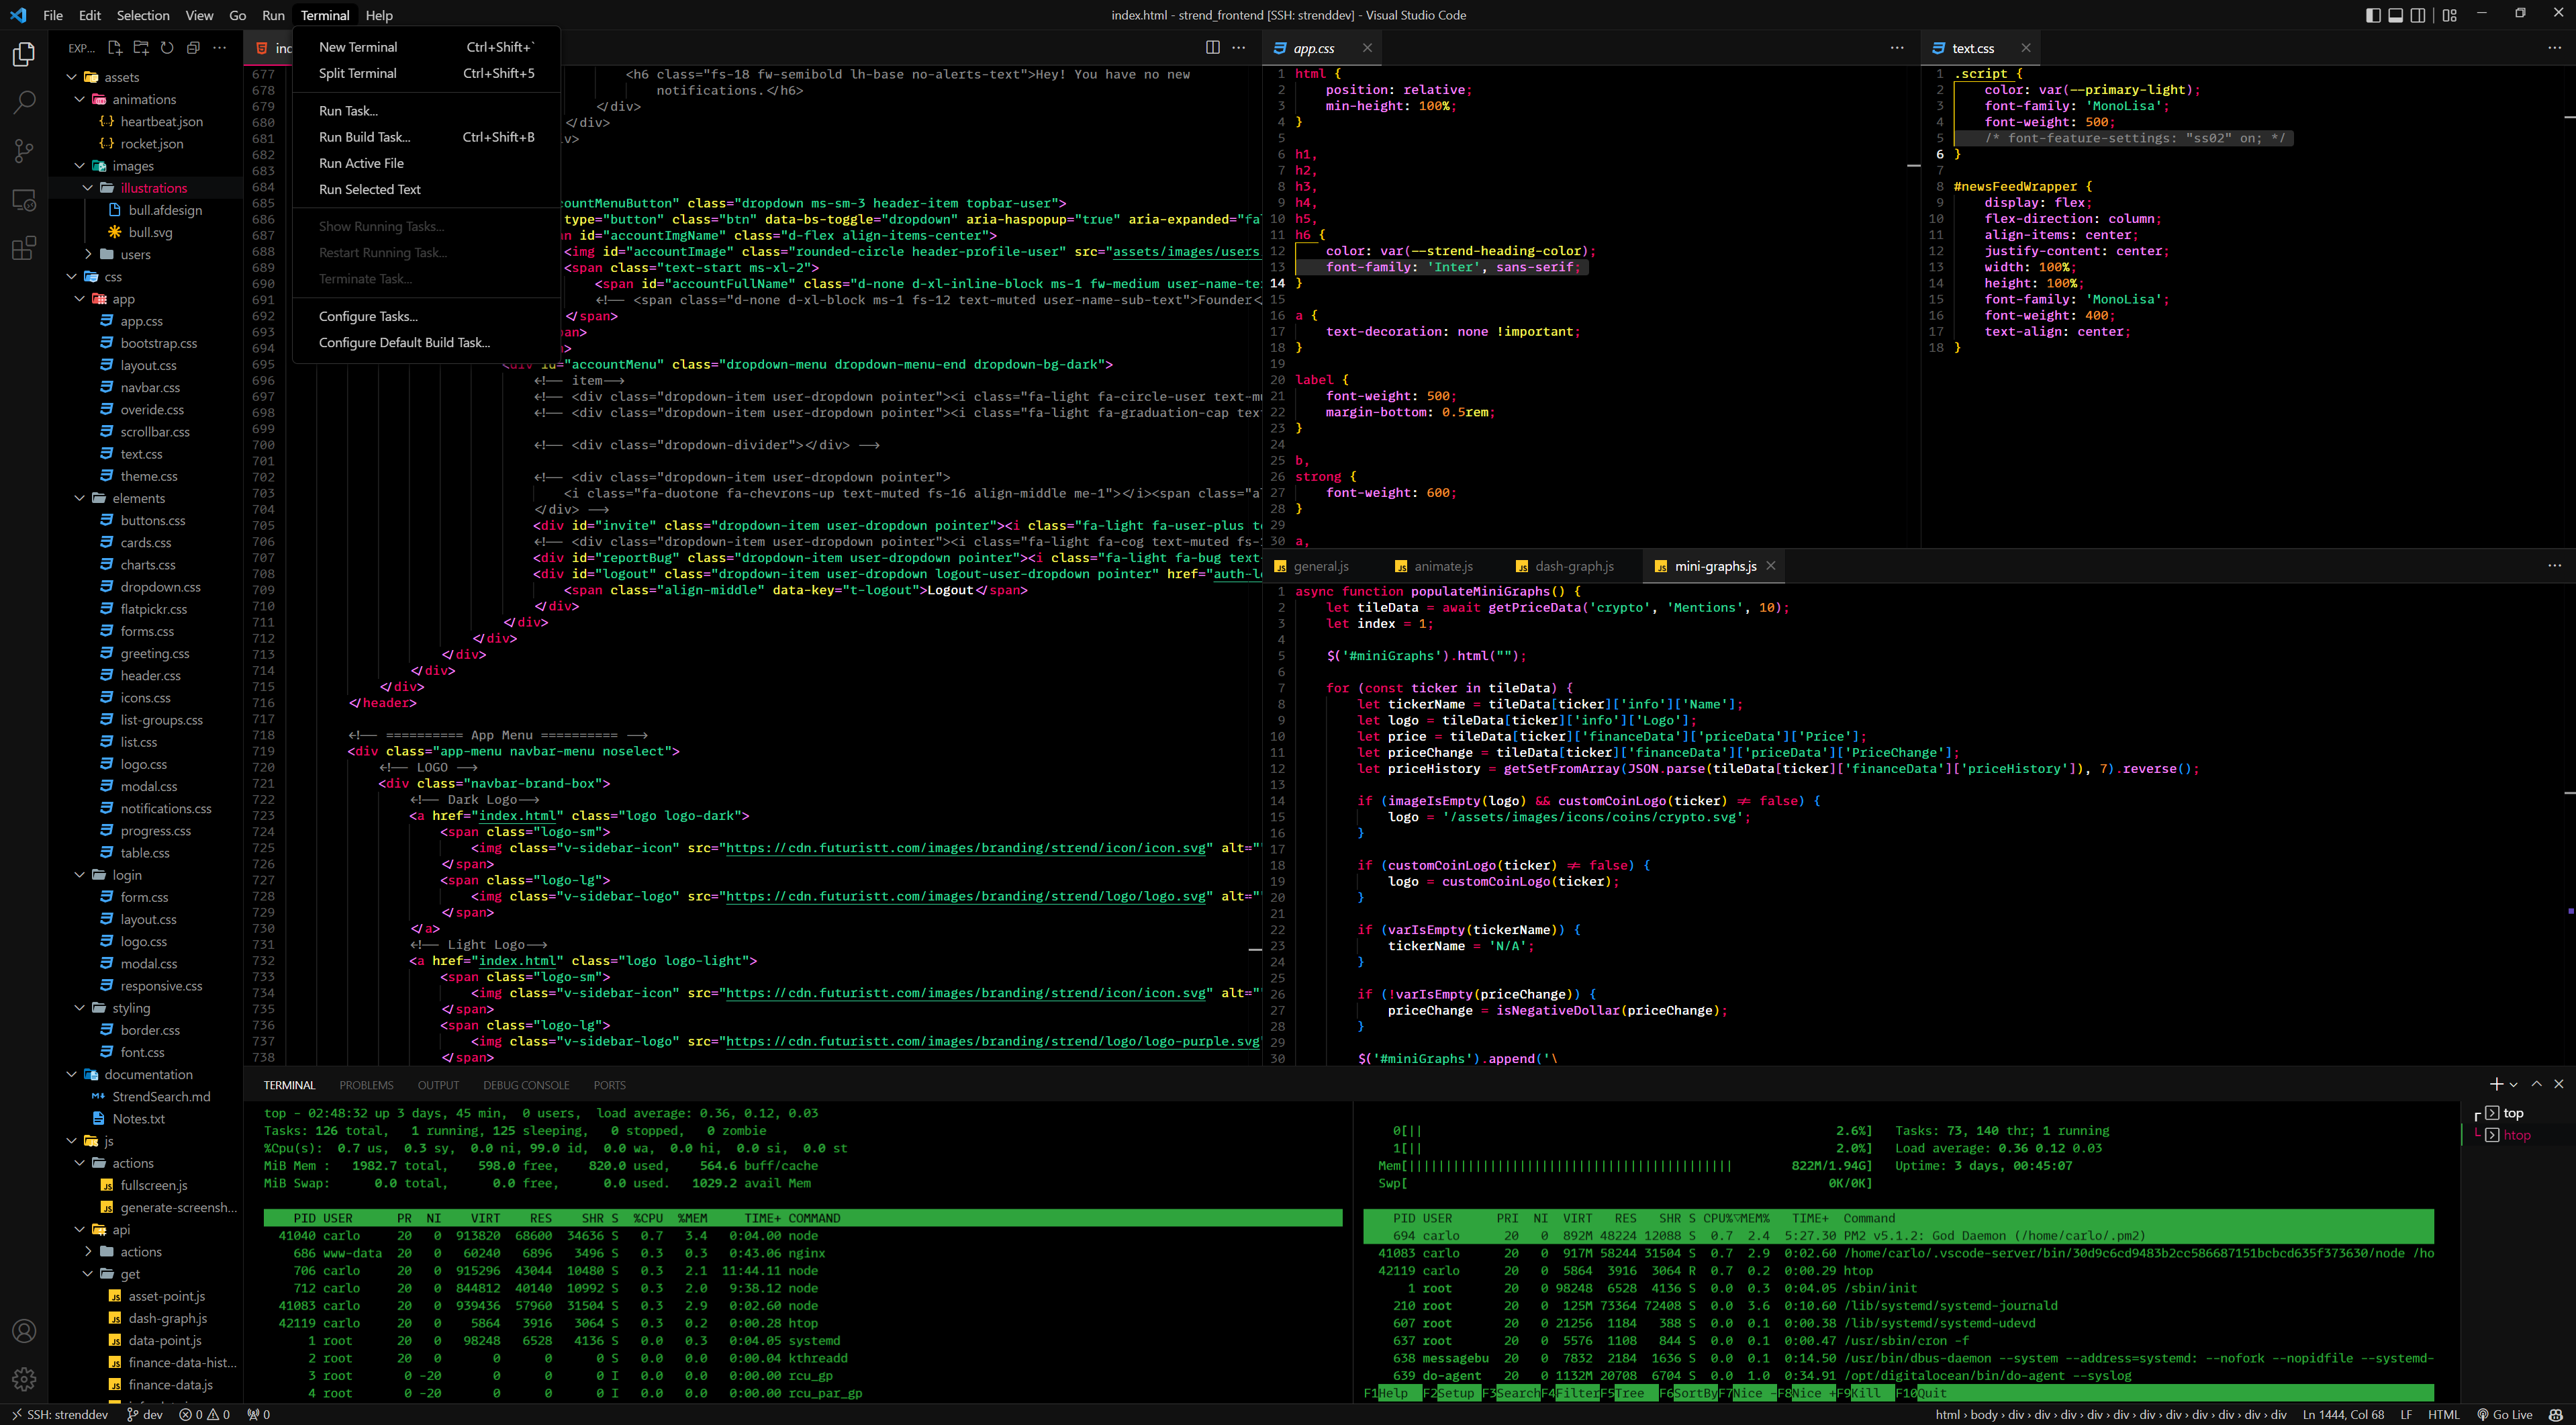 File Edit Selection View Go Run Terminal Help
index.html - strend_frontend [SSH: strenddev] - Visual Studio Code
EXP...
assets
animations
heartbeat.json
rocket.json
images
illustrations
bull.afdesign
bull.svg
users
css
app
app.css
bootstrap.css
layout.css
navbar.css
overide.css
scrollbar.css
text.css
theme.css
elements
buttons.css
cards.css
charts.css
dropdown.css
flatpickr.css
forms.css
greeting.css
header.css
icons.css
list-groups.css
list.css
logo.css
modal.css
notifications.css
progress.css
table.css
login
form.css
layout.css
logo.css
modal.css
responsive.css
styling
border.css
font.css
documentation
StrendSearch.md
Notes.txt
js
actions
fullscreen.js
generate-screensh...
api
actions
get
asset-point.js
dash-graph.js
data-point.js
finance-data-hist...
finance-data.js
New Terminal Ctrl+Shift+`
Split Terminal Ctrl+Shift+5
Run Task...
Run Build Task... Ctrl+Shift+B
Run Active File
Run Selected Text
Show Running Tasks...
Restart Running Task...
Terminate Task...
Configure Tasks...
Configure Default Build Task...
677 <h6 class="fs-18 fw-semibold lh-base no-alerts-text">Hey! You have no new
678 notifications.</h6>
679 </div>
680 </div>
681 v>
682
683
684
685 ountMenuButton" class="dropdown ms-sm-3 header-item topbar-user">
686 type="button" class="btn" data-bs-toggle="dropdown" aria-haspopup="true" aria-expanded="fa
687 n id="accountImgName" class="d-flex align-items-center">
688 <img id="accountImage" class="rounded-circle header-profile-user" src="assets/images/users
689 <span class="text-start ms-xl-2">
690 <span id="accountFullName" class="d-none d-xl-inline-block ms-1 fw-medium user-name-te
691 <!-- <span class="d-none d-xl-block ms-1 fs-12 text-muted user-name-sub-text">Founder<
692 </span>
693 an>
694 >
695 <div id="accountMenu" class="dropdown-menu dropdown-menu-end dropdown-bg-dark">
696 <!-- item-->
697 <!-- <div class="dropdown-item user-dropdown pointer"><i class="fa-light fa-circle-user text-mu
698 <!-- <div class="dropdown-item user-dropdown pointer"><i class="fa-light fa-graduation-cap tex
699
700 <!-- <div class="dropdown-divider"></div> -->
701
702 <!-- <div class="dropdown-item user-dropdown pointer">
703 <i class="fa-duotone fa-chevrons-up text-muted fs-16 align-middle me-1"></i><span class="al
704 </div> -->
705 <div id="invite" class="dropdown-item user-dropdown pointer"><i class="fa-light fa-user-plus te
706 <!-- <div class="dropdown-item user-dropdown pointer"><i class="fa-light fa-cog text-muted fs-1
707 <div id="reportBug" class="dropdown-item user-dropdown pointer"><i class="fa-light fa-bug text-
708 <div id="logout" class="dropdown-item user-dropdown logout-user-dropdown pointer" href="auth-lo
709 <span class="align-middle" data-key="t-logout">Logout</span>
710 </div>
711 </div>
712 </div>
713 </div>
714 </div>
715 </div>
716 </header>
717
718 <!-- ========== App Menu ========== -->
719 <div class="app-menu navbar-menu noselect">
720 <!-- LOGO -->
721 <div class="navbar-brand-box">
722 <!-- Dark Logo-->
723 <a href="index.html" class="logo logo-dark">
724 <span class="logo-sm">
725 <img class="v-sidebar-icon" src="https://cdn.futuristt.com/images/branding/strend/icon/icon.svg" alt=""
726 </span>
727 <span class="logo-lg">
728 <img class="v-sidebar-logo" src="https://cdn.futuristt.com/images/branding/strend/logo/logo.svg" alt=""
729 </span>
730 </a>
731 <!-- Light Logo-->
732 <a href="index.html" class="logo logo-light">
733 <span class="logo-sm">
734 <img class="v-sidebar-icon" src="https://cdn.futuristt.com/images/branding/strend/icon/icon.svg" alt=""
735 </span>
736 <span class="logo-lg">
737 <img class="v-sidebar-logo" src="https://cdn.futuristt.com/images/branding/strend/logo/logo-purple.svg"
738 </span>
app.css
1 html {
2 position: relative;
3 min-height: 100%;
4 }
5
6 h1,
7 h2,
8 h3,
9 h4,
10 h5,
11 h6 {
12 color: var(--strend-heading-color);
13 font-family: 'Inter', sans-serif;
14 }
15
16 a {
17 text-decoration: none !important;
18 }
19
20 label {
21 font-weight: 500;
22 margin-bottom: 0.5rem;
23 }
24
25 b,
26 strong {
27 font-weight: 600;
28 }
29
30 a,
text.css
1 .script {
2 color: var(--primary-light);
3 font-family: 'MonoLisa';
4 font-weight: 500;
5 /* font-feature-settings: "ss02" on; */
6 }
7
8 #newsFeedWrapper {
9 display: flex;
10 flex-direction: column;
11 align-items: center;
12 justify-content: center;
13 width: 100%;
14 height: 100%;
15 font-family: 'MonoLisa';
16 font-weight: 400;
17 text-align: center;
18 }
general.js animate.js dash-graph.js mini-graphs.js
1 async function populateMiniGraphs() {
2 let tileData = await getPriceData('crypto', 'Mentions', 10);
3 let index = 1;
4
5 $('#miniGraphs').html("");
6
7 for (const ticker in tileData) {
8 let tickerName = tileData[ticker]['info']['Name'];
9 let logo = tileData[ticker]['info']['Logo'];
10 let price = tileData[ticker]['financeData']['priceData']['Price'];
11 let priceChange = tileData[ticker]['financeData']['priceData']['PriceChange'];
12 let priceHistory = getSetFromArray(JSON.parse(tileData[ticker]['financeData']['priceHistory']), 7).reverse();
13
14 if (imageIsEmpty(logo) && customCoinLogo(ticker) == false) {
15 logo = '/assets/images/icons/coins/crypto.svg';
16 }
17
18 if (customCoinLogo(ticker) != false) {
19 logo = customCoinLogo(ticker);
20 }
21
22 if (varIsEmpty(tickerName)) {
23 tickerName = 'N/A';
24 }
25
26 if (!varIsEmpty(priceChange)) {
27 priceChange = isNegativeDollar(priceChange);
28 }
29
30 $('#miniGraphs').append('\
TERMINAL PROBLEMS OUTPUT DEBUG CONSOLE PORTS
top - 02:48:32 up 3 days, 45 min, 0 users, load average: 0.36, 0.12, 0.03
Tasks: 126 total, 1 running, 125 sleeping, 0 stopped, 0 zombie
%Cpu(s): 0.7 us, 0.3 sy, 0.0 ni, 99.0 id, 0.0 wa, 0.0 hi, 0.0 si, 0.0 st
MiB Mem : 1982.7 total, 598.0 free, 820.0 used, 564.6 buff/cache
MiB Swap: 0.0 total, 0.0 free, 0.0 used. 1029.2 avail Mem
PID USER PR NI VIRT RES SHR S %CPU %MEM TIME+ COMMAND
41040 carlo 20 0 913820 68600 34636 S 0.7 3.4 0:04.00 node
686 www-data 20 0 60240 6896 3496 S 0.3 0.3 0:43.06 nginx
706 carlo 20 0 915296 43044 10480 S 0.3 2.1 11:44.11 node
712 carlo 20 0 844812 40140 10992 S 0.3 2.0 9:38.12 node
41083 carlo 20 0 939436 57960 31504 S 0.3 2.9 0:02.60 node
42119 carlo 20 0 5864 3916 3064 S 0.3 0.2 0:00.28 htop
1 root 20 0 98248 6528 4136 S 0.0 0.3 0:04.05 systemd
2 root 20 0 0 0 0 S 0.0 0.0 0:00.04 kthreadd
3 root 0 -20 0 0 0 I 0.0 0.0 0:00.00 rcu_gp
4 root 0 -20 0 0 0 I 0.0 0.0 0:00.00 rcu_par_gp
0[|| 2.6%] Tasks: 73, 140 thr; 1 running
1[|| 2.0%] Load average: 0.36 0.12 0.03
Mem[||||||||||||||||||||||||||||||||||||||||||| 822M/1.94G] Uptime: 3 days, 00:45:07
Swp[ 0K/0K]
PID USER PRI NI VIRT RES SHR S CPU%▽MEM% TIME+ Command
694 carlo 20 0 892M 48224 12088 S 0.7 2.4 5:27.30 PM2 v5.1.2: God Daemon (/home/carlo/.pm2)
41083 carlo 20 0 917M 58244 31504 S 0.7 2.9 0:02.60 /home/carlo/.vscode-server/bin/30d9c6cd9483b2cc586687151bcbcd635f373630/node /ho
42119 carlo 20 0 5864 3916 3064 R 0.7 0.2 0:00.29 htop
1 root 20 0 98248 6528 4136 S 0.0 0.3 0:04.05 /sbin/init
210 root 20 0 125M 73364 72408 S 0.0 3.6 0:10.60 /lib/systemd/systemd-journald
607 root 20 0 21256 1184 388 S 0.0 0.1 0:00.38 /lib/systemd/systemd-udevd
637 root 20 0 5576 1108 844 S 0.0 0.1 0:00.47 /usr/sbin/cron -f
638 messagebu 20 0 7832 2184 1636 S 0.0 0.1 0:14.50 /usr/bin/dbus-daemon --system --address=systemd: --nofork --nopidfile --systemd-
639 do-agent 20 0 1132M 20708 6704 S 0.0 1.0 0:34.91 /opt/digitalocean/bin/do-agent --syslog
F1Help F2Setup F3SearchF4FilterF5Tree F6SortByF7Nice -F8Nice +F9Kill F10Quit
top
htop
SSH: strenddev dev 0 0 0
html › body › div › div › div › div › div › div › div › div › div › div › div Ln 1444, Col 68 LF HTML Go Live